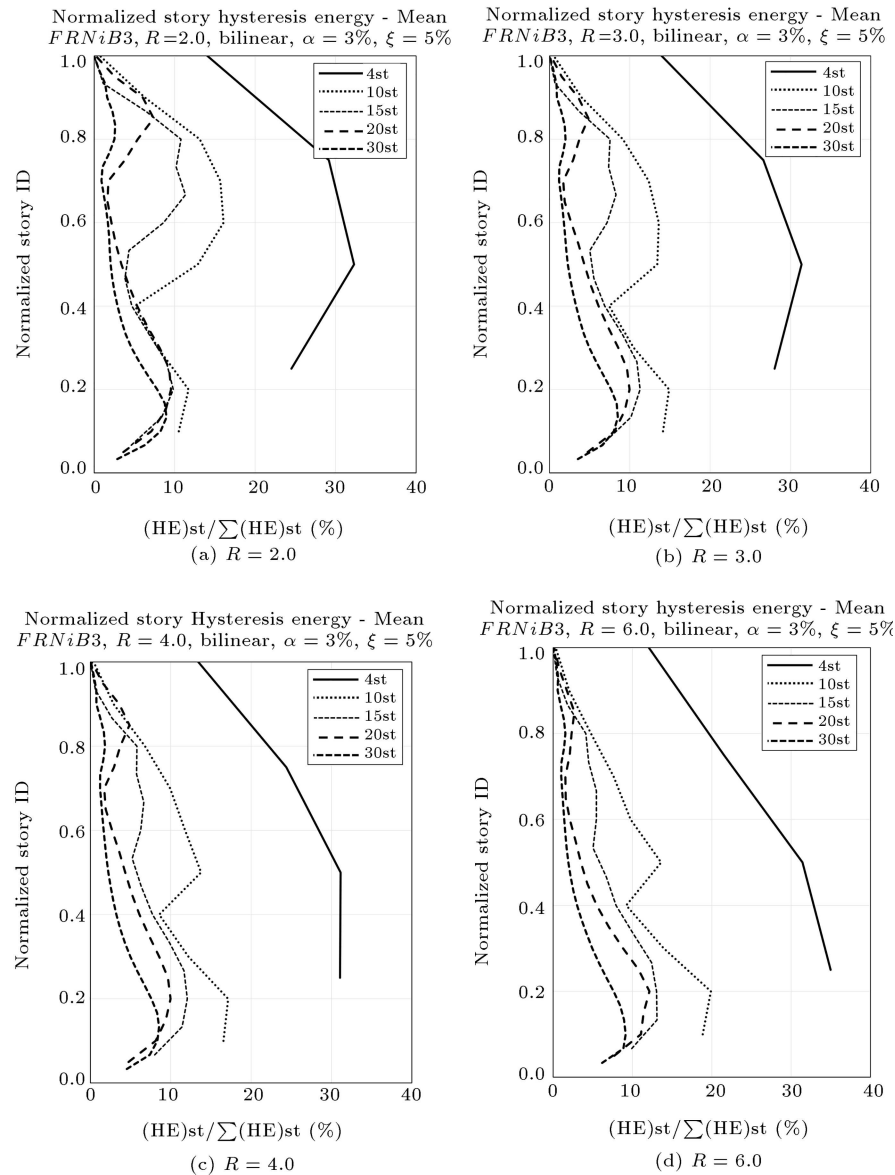 Normalized story hysteresis energy - Mean
FRNiB3, R=2.0, bilinear, α = 3%, ξ = 5%
1.0
0.8
0.6
0.4
0.2
0.0
Normalized story ID
4st
10st
15st
20st
30st
0 10 20 30 40
(HE)st/∑(HE)st (%)
(a) R = 2.0
Normalized story hysteresis energy - Mean
FRNiB3, R=3.0, bilinear, α = 3%, ξ = 5%
1.0
0.8
0.6
0.4
0.2
0.0
Normalized story ID
4st
10st
15st
20st
30st
0 10 20 30 40
(HE)st/∑(HE)st (%)
(b) R = 3.0
Normalized story Hysteresis energy - Mean
FRNiB3, R = 4.0, bilinear, α = 3%, ξ = 5%
1.0
0.8
0.6
0.4
0.2
0.0
Normalized story ID
4st
10st
15st
20st
30st
0 10 20 30 40
(HE)st/∑(HE)st (%)
(c) R = 4.0
Normalized story hysteresis energy - Mean
FRNiB3, R = 6.0, bilinear, α = 3%, ξ = 5%
1.0
0.8
0.6
0.4
0.2
0.0
Normalized story ID
4st
10st
15st
20st
30st
0 10 20 30 40
(HE)st/∑(HE)st (%)
(d) R = 6.0